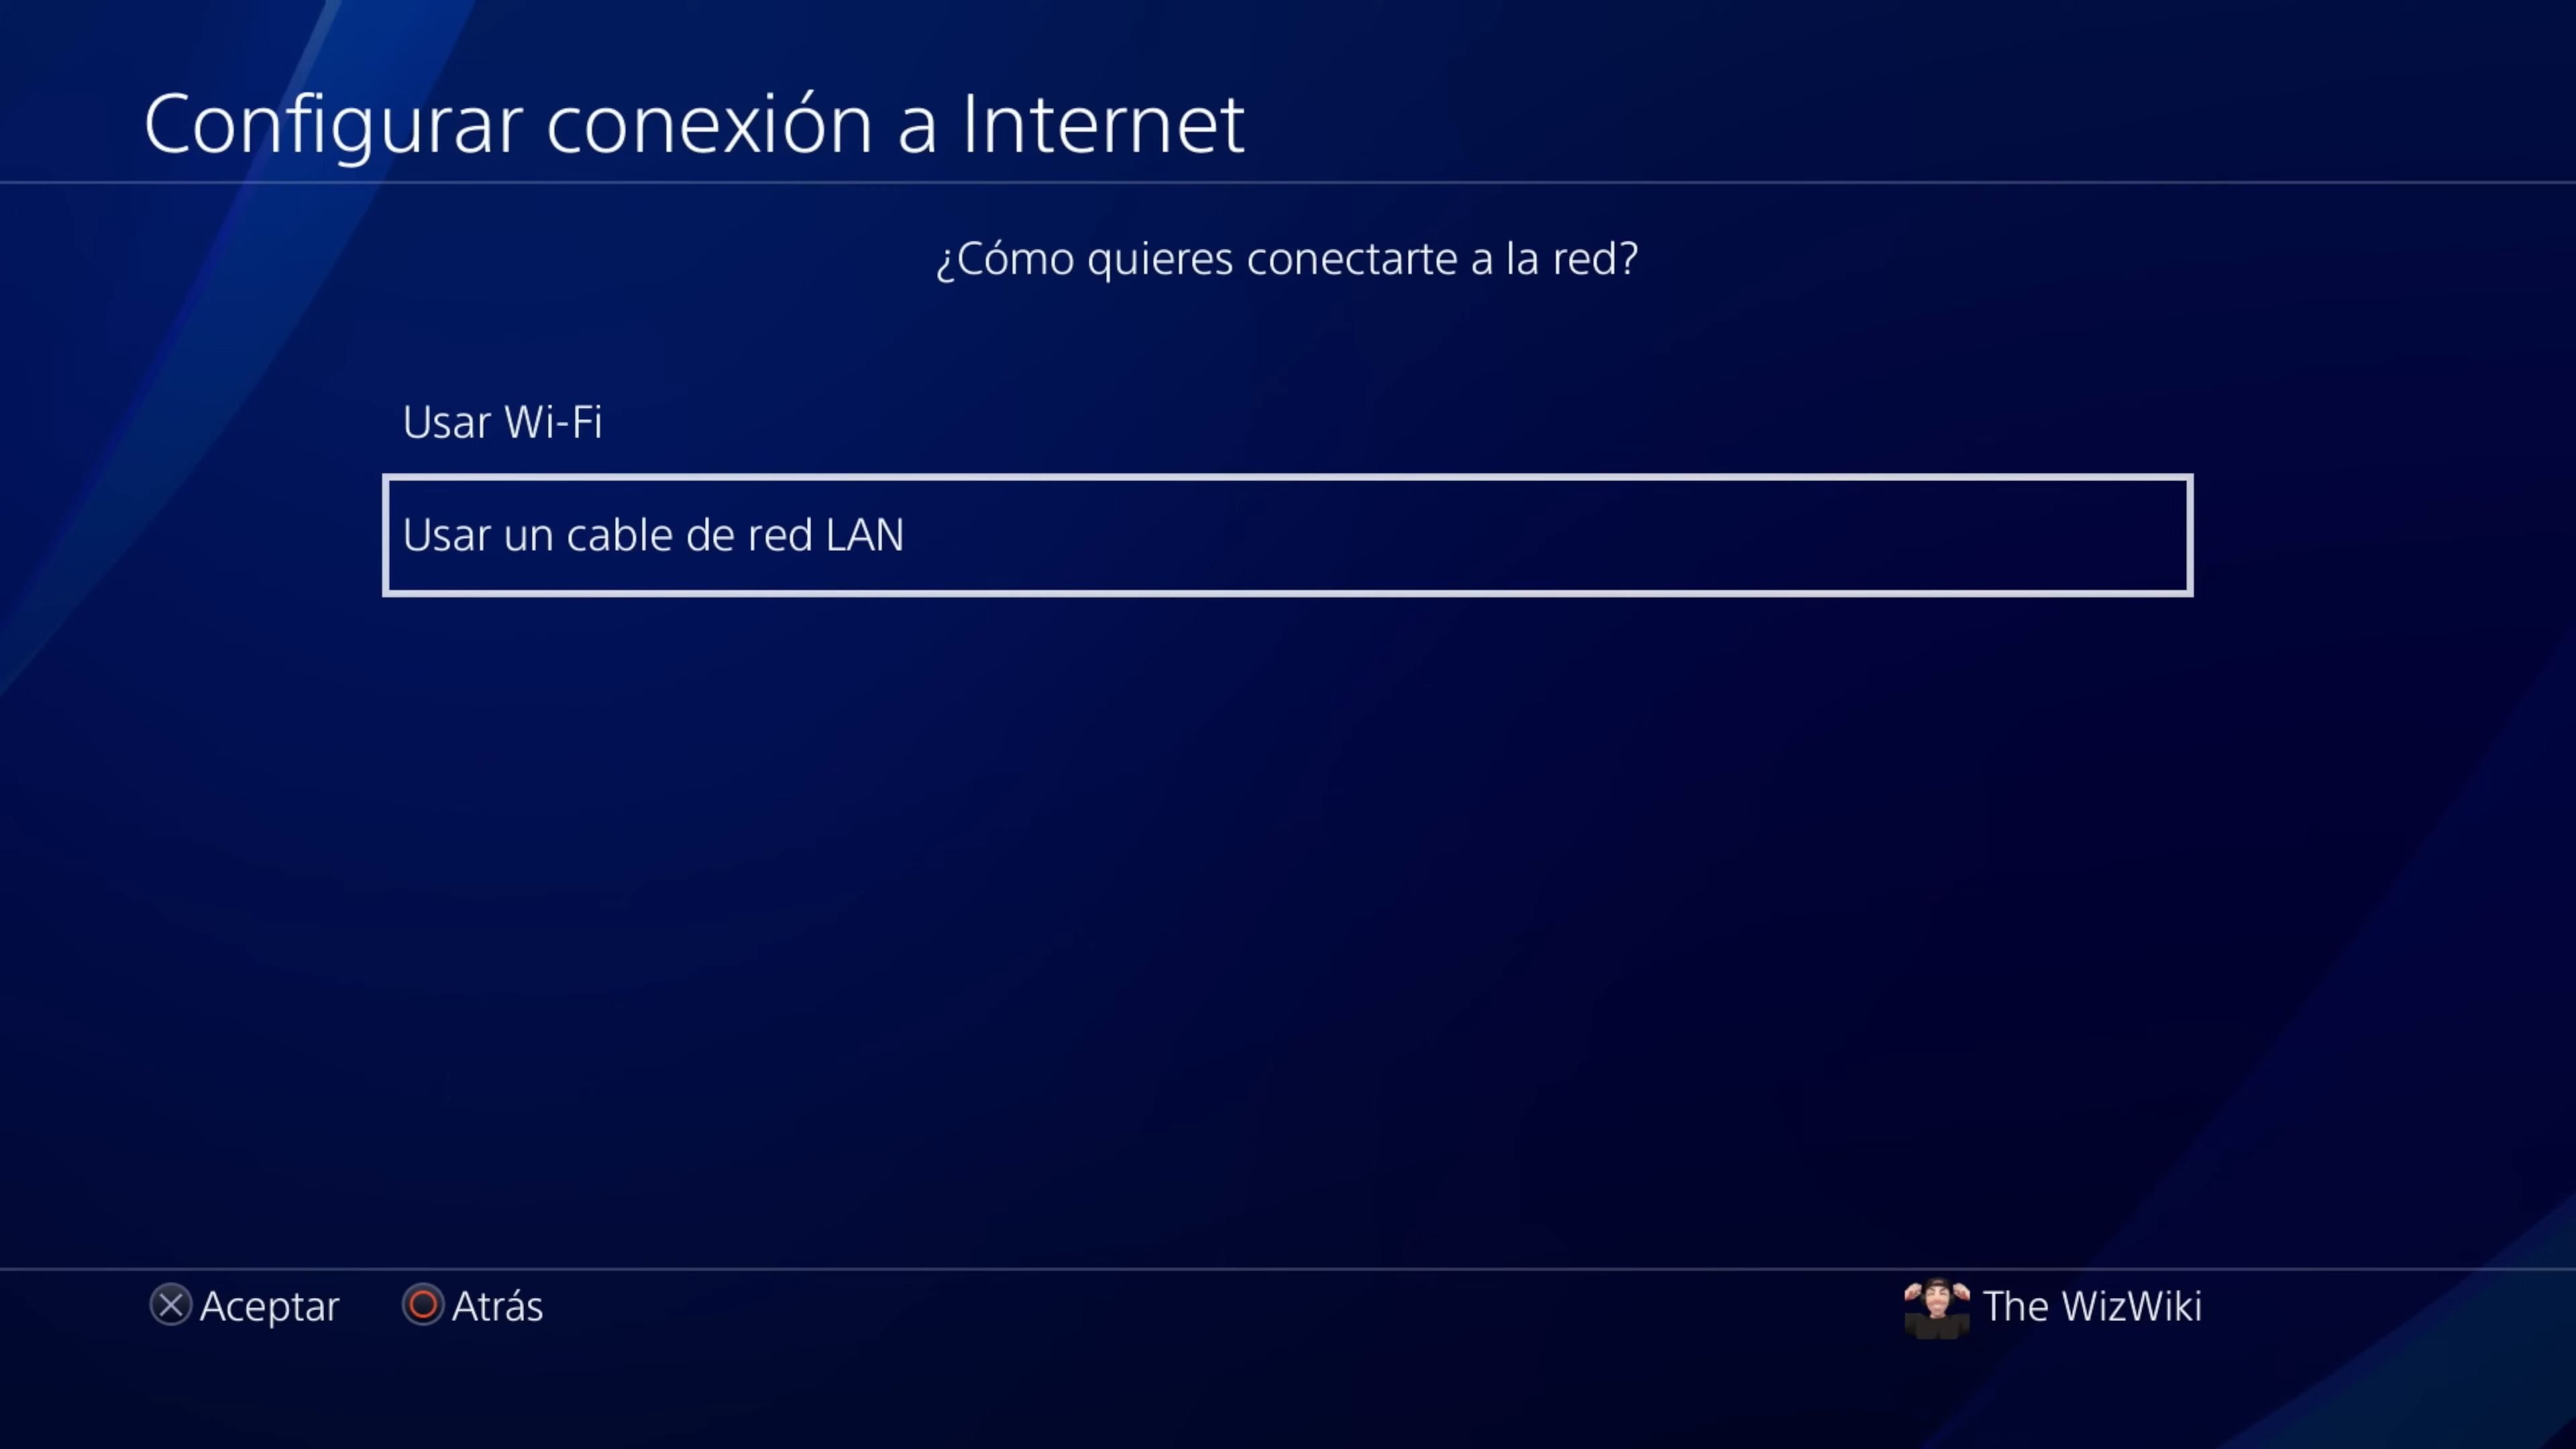 Configurar conexión a Internet
¿Cómo quieres conectarte a la red?
Usar Wi-Fi
Usar un cable de red LAN
Aceptar Atrás The WizWiki